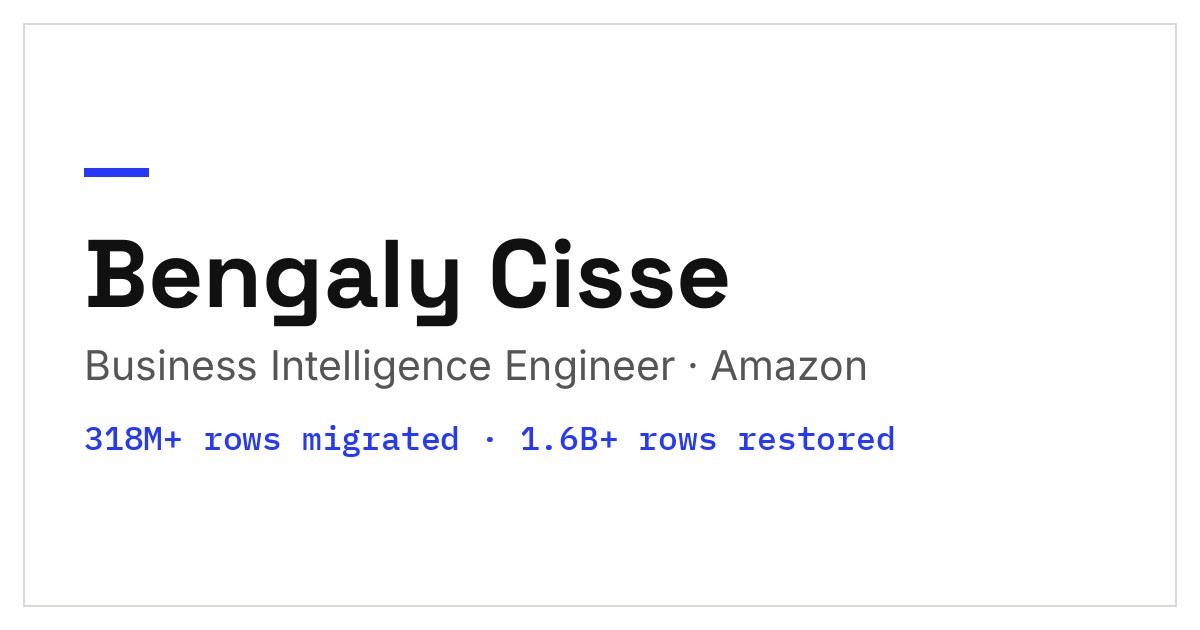 Bengaly Cisse
Business Intelligence Engineer · Amazon
318M+ rows migrated · 1.6B+ rows restored